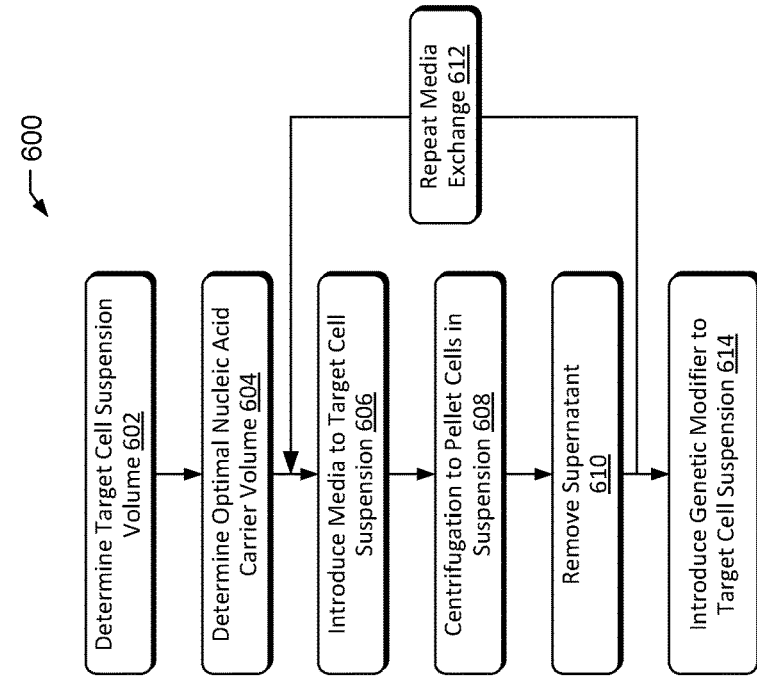 600
Determine Target Cell Suspension
Volume 602
Determine Optimal Nucleic Acid
Carrier Volume 604
Introduce Media to Target Cell
Suspension 606
Centrifugation to Pellet Cells in
Suspension 608
Remove Supernatant
610
Repeat Media
Exchange 612
Introduce Genetic Modifier to
Target Cell Suspension 614